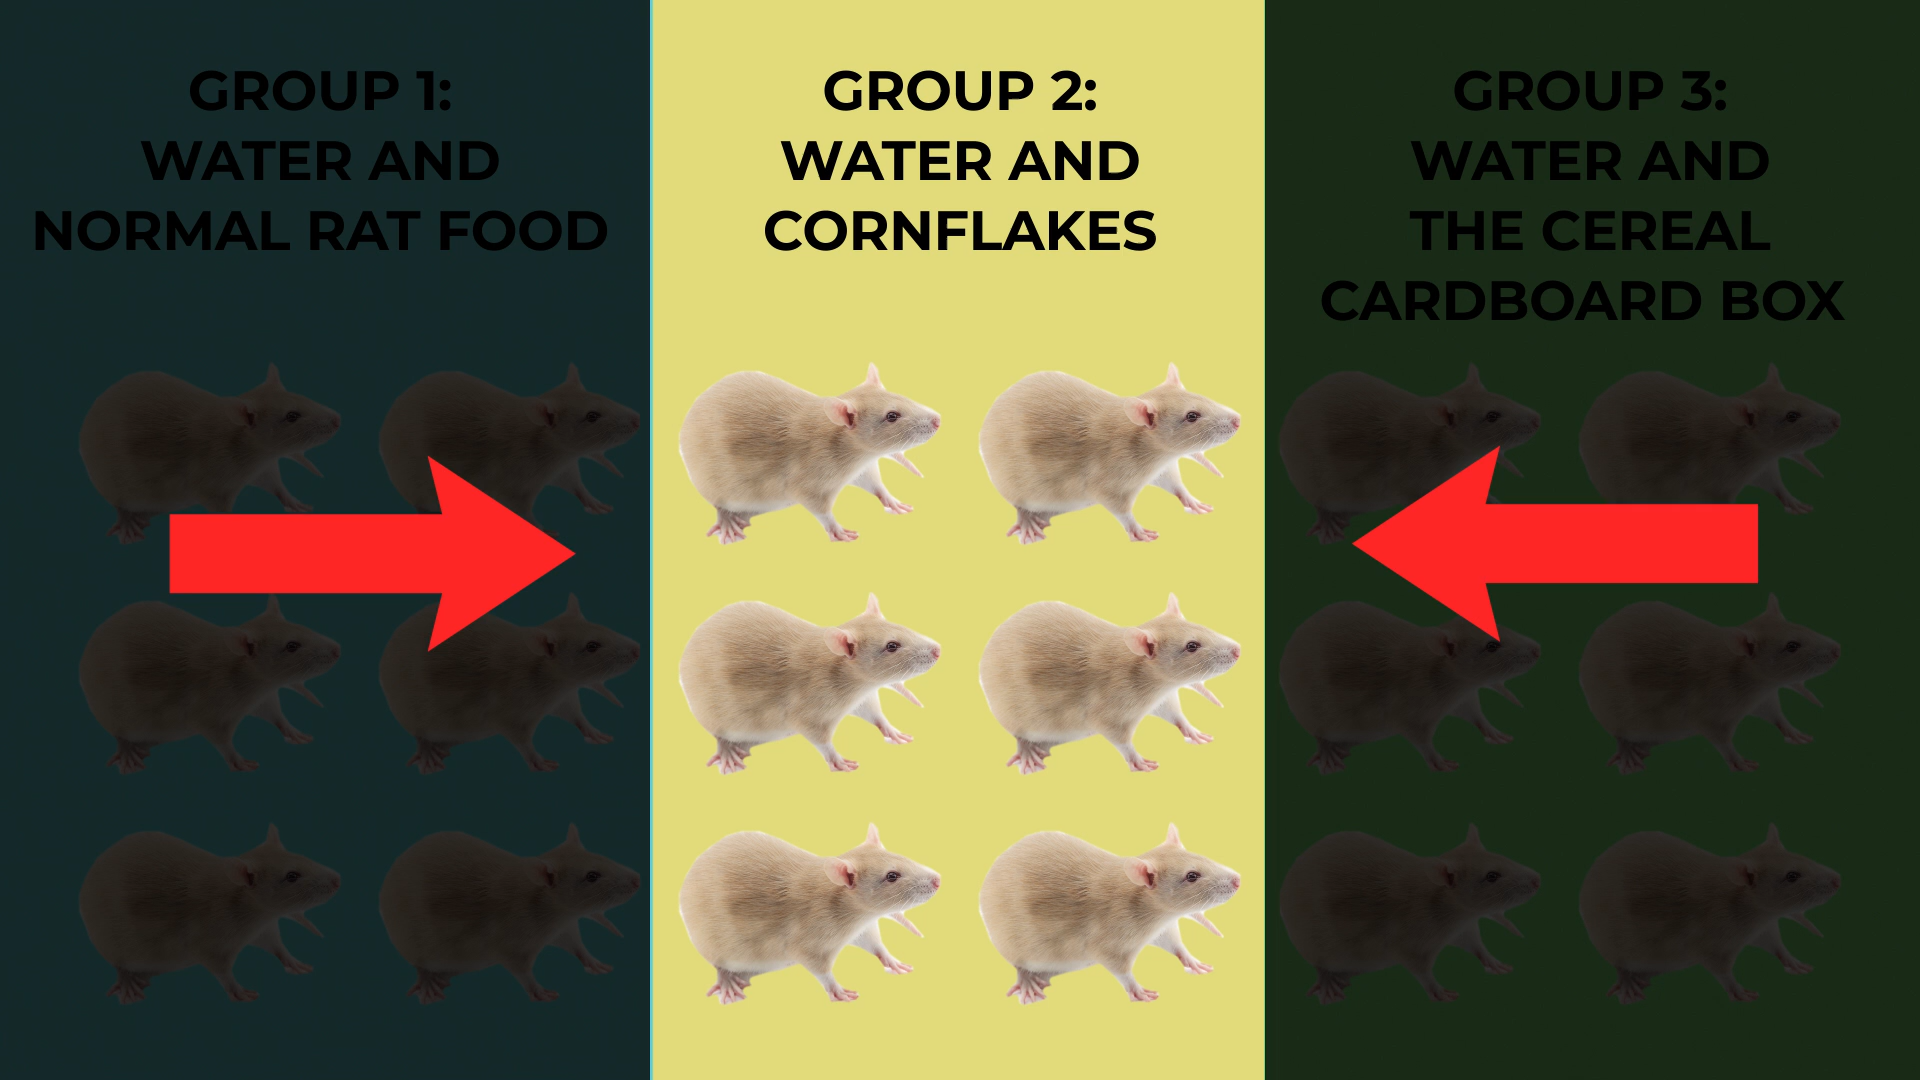 GROUP 1:
WATER AND
NORMAL RAT FOOD
GROUP 2:
WATER AND
CORNFLAKES
GROUP 3:
WATER AND
THE CEREAL
CARDBOARD BOX